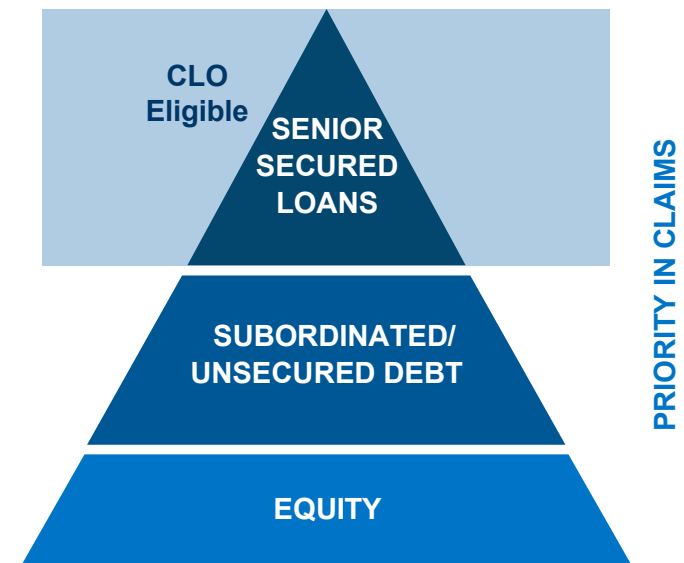 CLO
Eligible
SENIOR
SECURED
LOANS
SUBORDINATED/
UNSECURED DEBT
EQUITY
PRIORITY IN CLAIMS